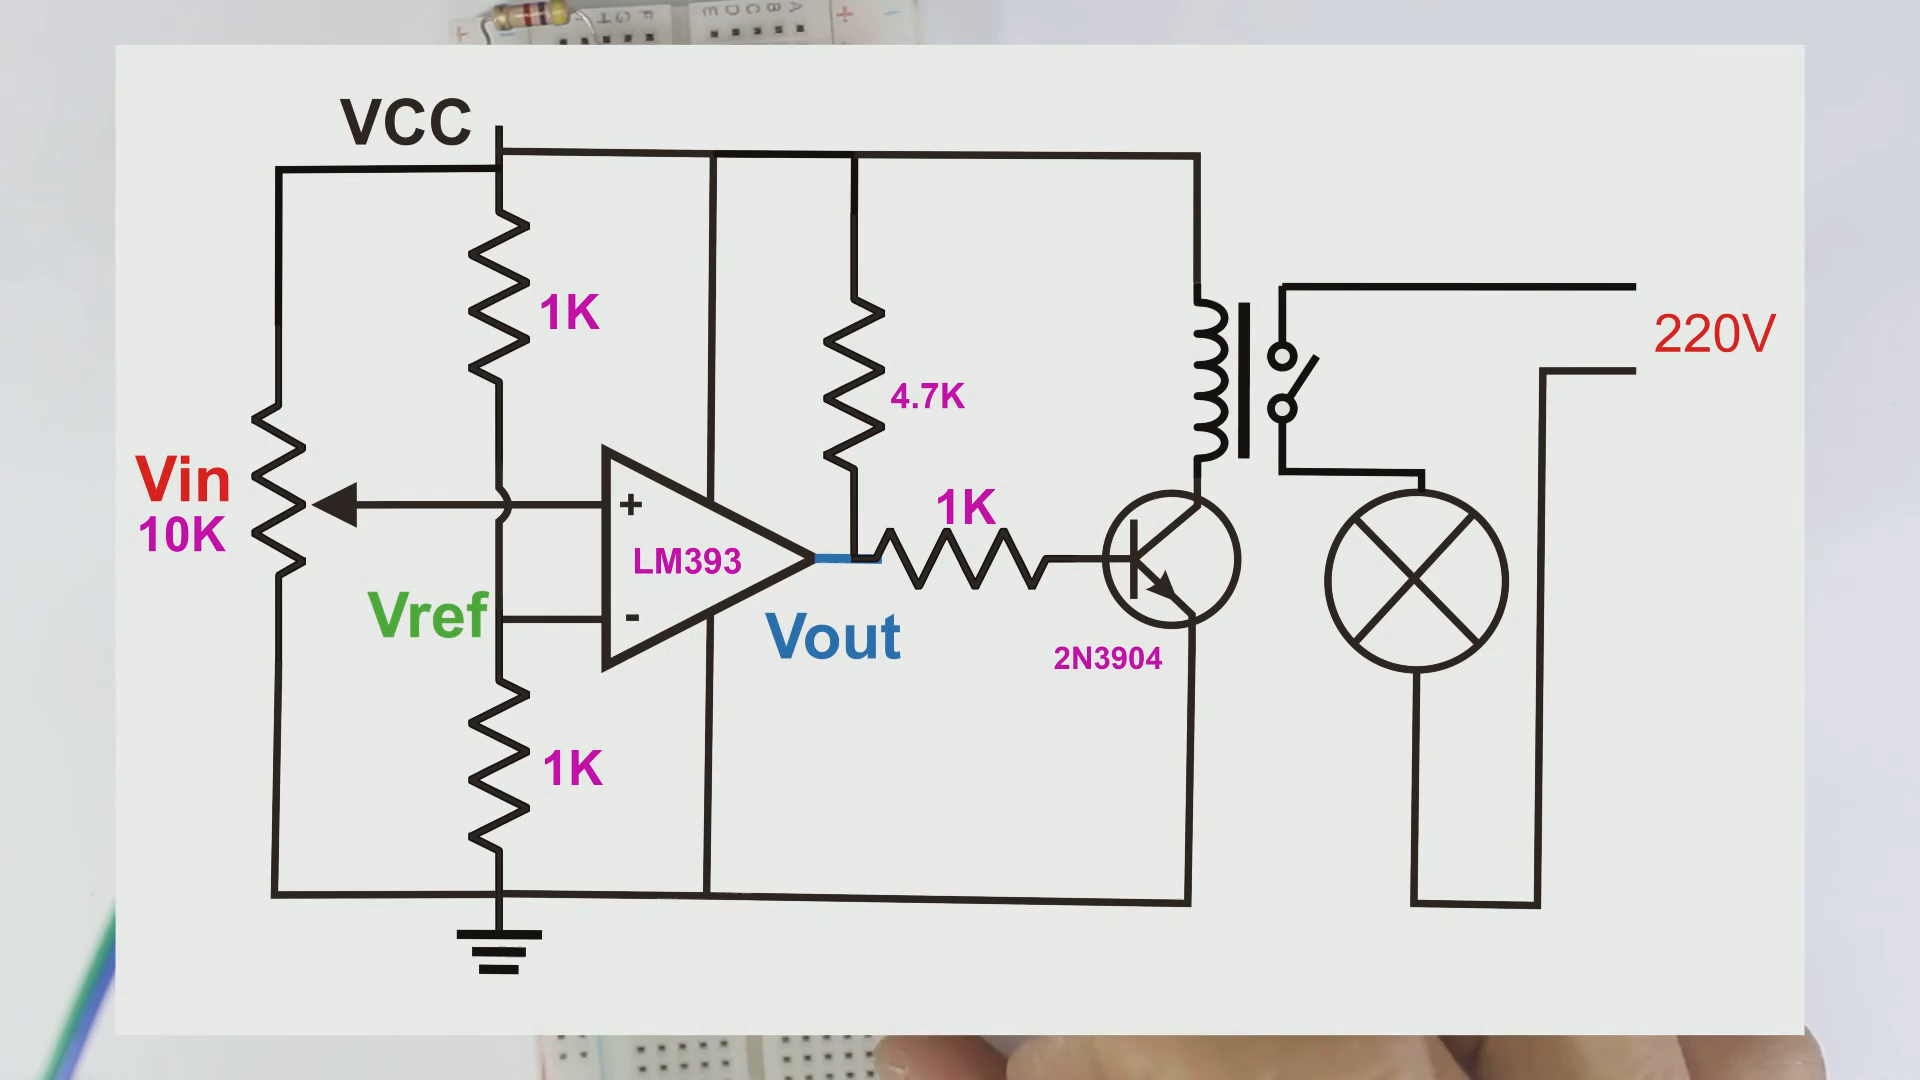 F
E
D
C
B
A
+
VCC
1K
4.7K
220V
Vin
10K
+
1K
LM393
Vref
-
Vout
2N3904
1K